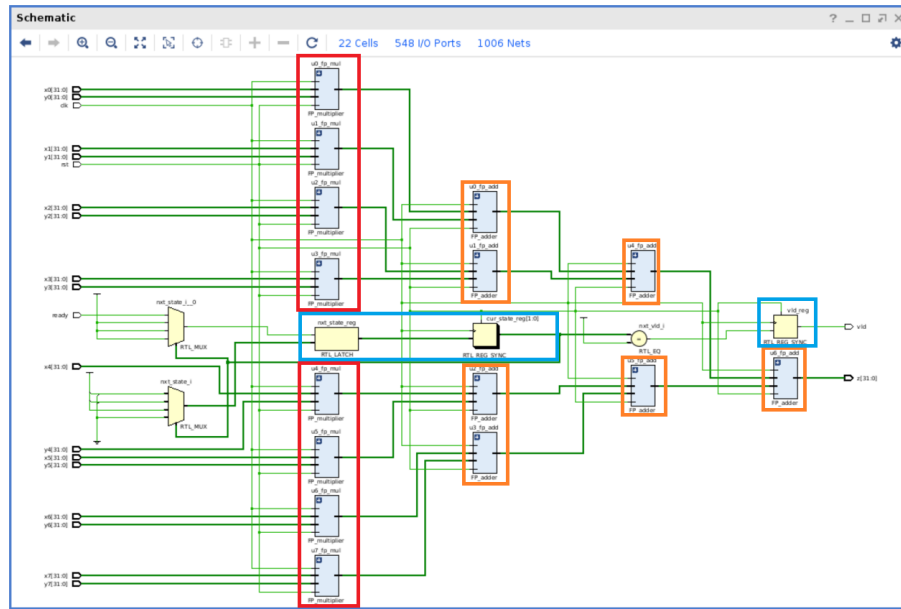 Schematic
22 Cells 548 I/O Ports 1006 Nets
u0_fp_mul
x0[31:0]
y0[31:0]
clk
FP_multiplier
u1_fp_mul
x1[31:0]
y1[31:0]
rst
FP_multiplier
u2_fp_mul
u0_fp_add
x2[31:0]
y2[31:0]
FP_multiplier
FP_adder
u3_fp_mul
u1_fp_add
u4_fp_add
x3[31:0]
y3[31:0]
FP_multiplier
FP_adder
FP_adder
nxt_state_i__0
ready
RTL_MUX
nxt_state_reg
RTL_LATCH
cur_state_reg[1:0]
RTL_REG_SYNC
nxt_vld_i
RTL_EQ
vld_reg
vld
RTL_REG_SYNC
x4[31:0]
nxt_state_i
RTL_MUX
u4_fp_mul
FP_multiplier
u2_fp_add
FP_adder
u5_fp_add
FP_adder
u6_fp_add
z[31:0]
FP_adder
y4[31:0]
x5[31:0]
y5[31:0]
u5_fp_mul
FP_multiplier
u3_fp_add
FP_adder
u6_fp_mul
x6[31:0]
y6[31:0]
FP_multiplier
u7_fp_mul
x7[31:0]
y7[31:0]
FP_multiplier